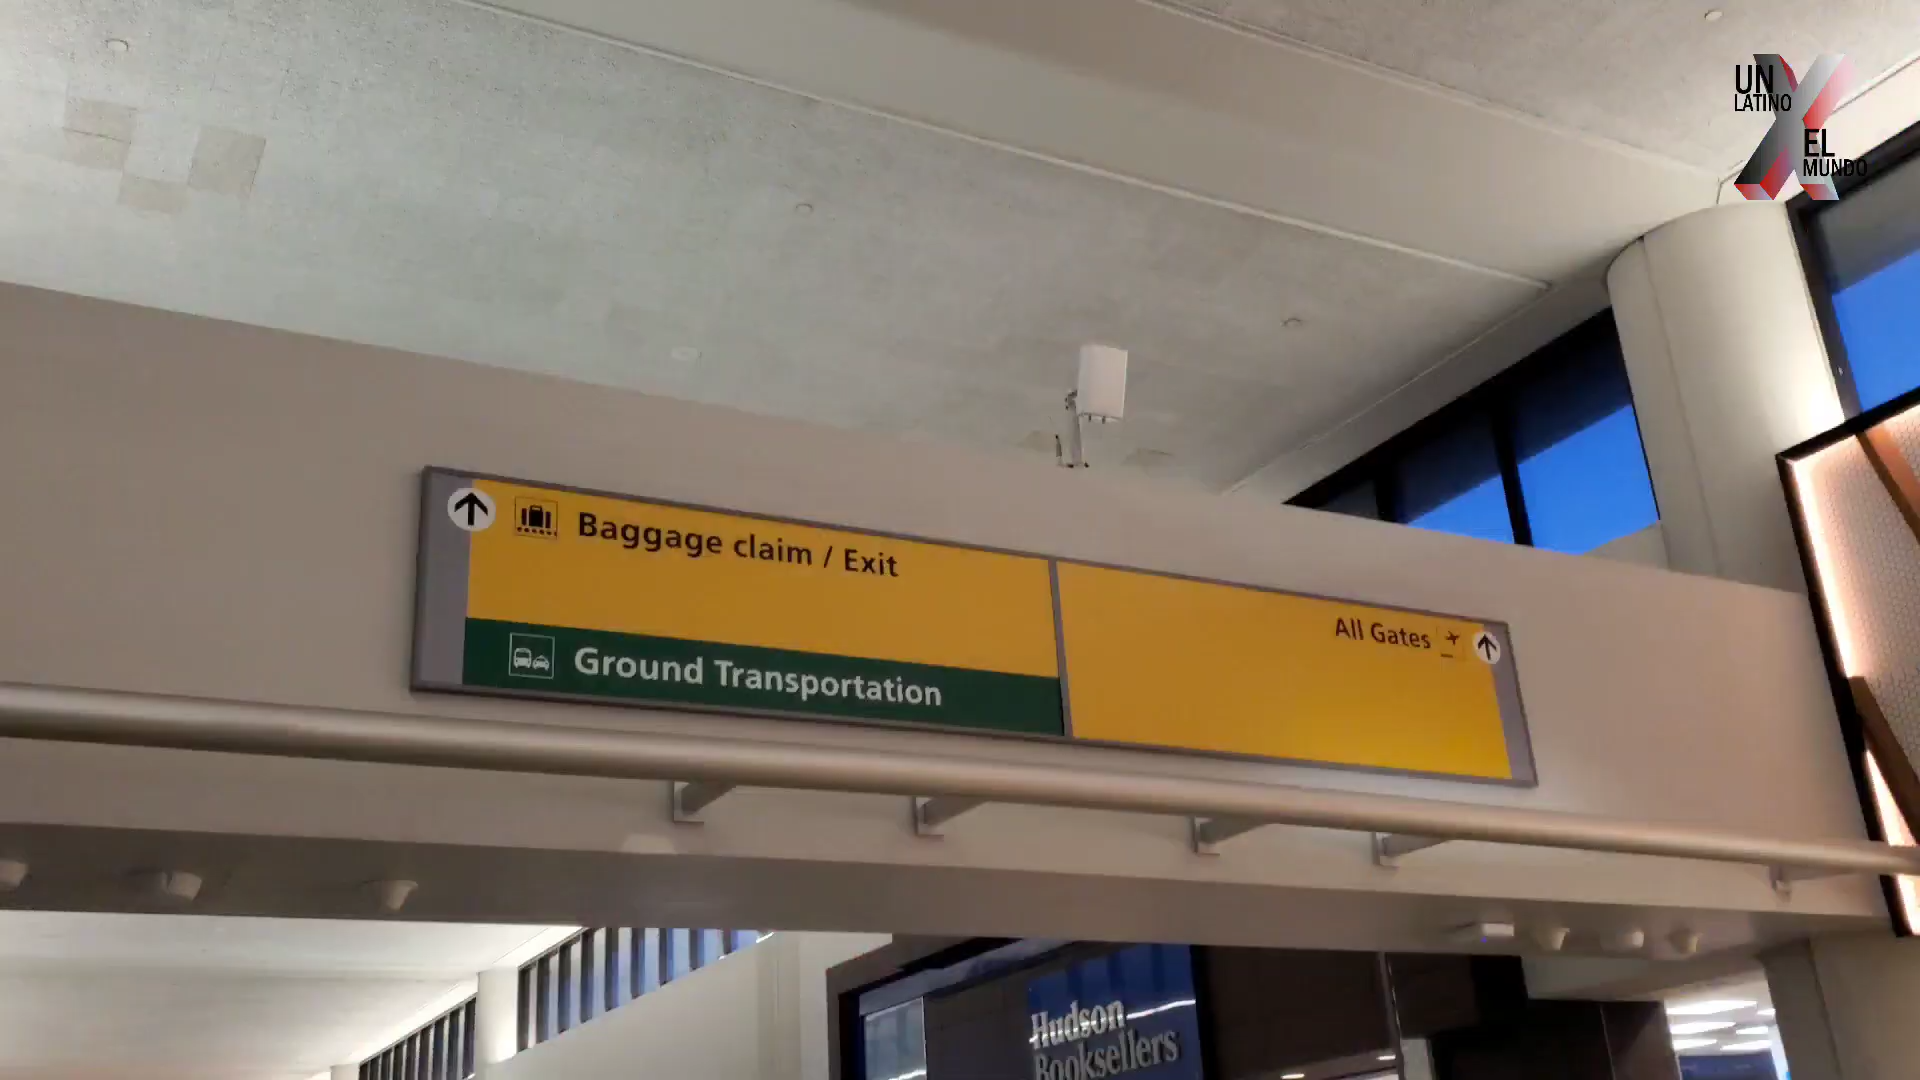 UN
LATINO
EL
MUNDO
Baggage claim / Exit
Ground Transportation
All Gates
Hudson
Booksellers